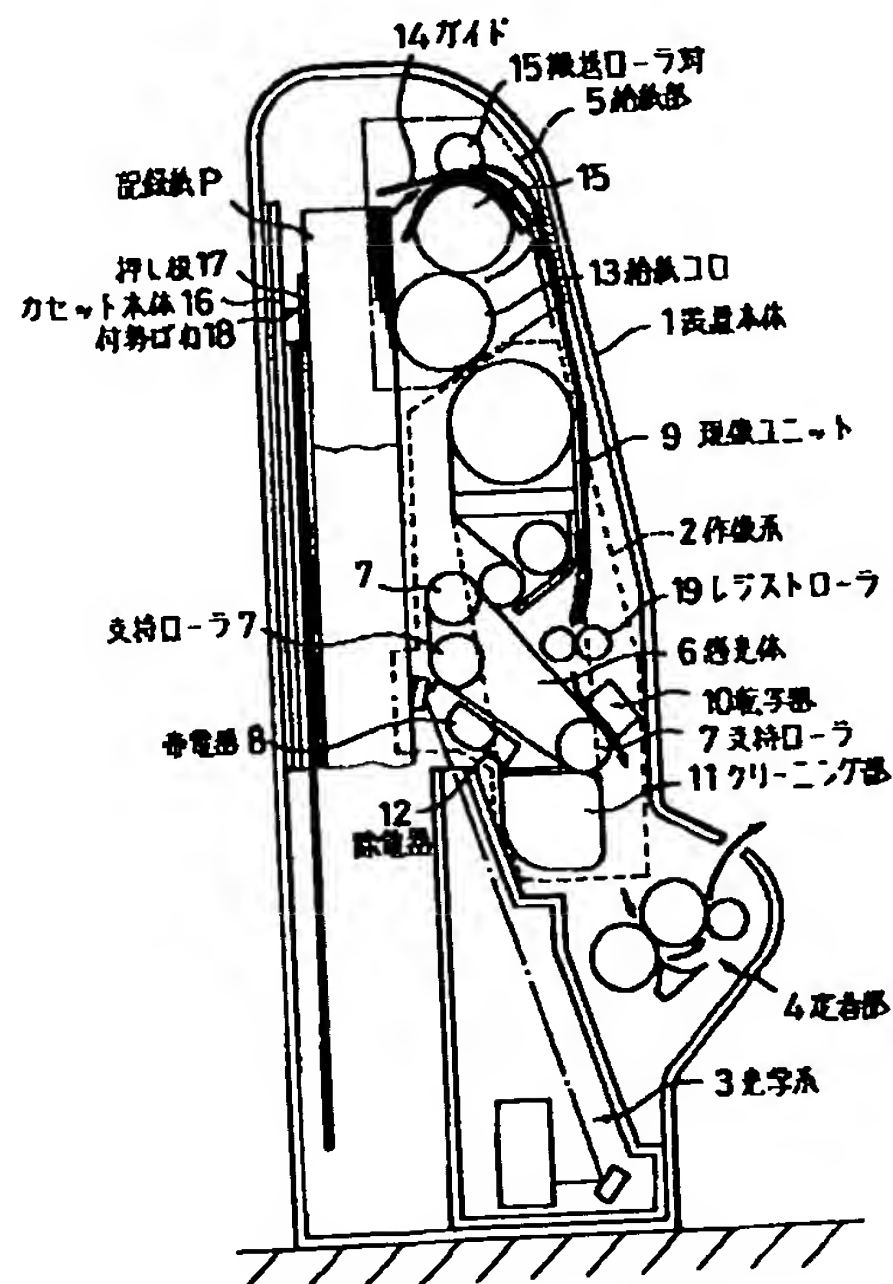 14ガイド
15搬送ローラ対
5給紙部
記録紙P
15
押し板17
13給紙コロ
カセット本体16
1装置本体
付勢ばね18
9 現像ユニット
2作像系
7
19レジストローラ
支持ローラ7
6感光体
10転写器
帯電器8
7支持ローラ
11クリーニング部
12
除電器
4定着部
3光学系